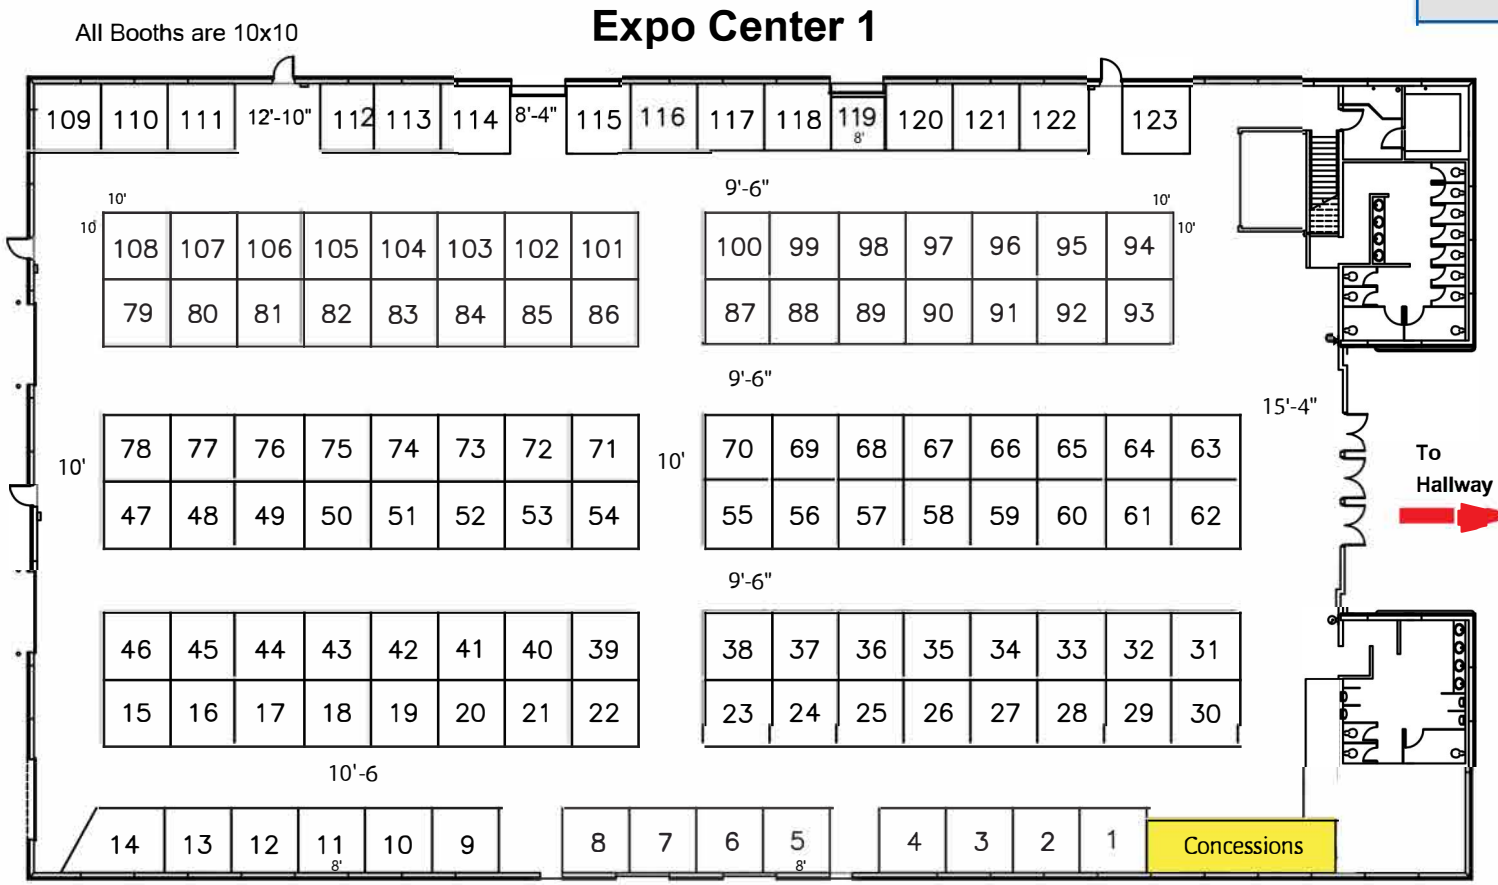 Expo Center 1
All Booths are 10x10
109 110 111 12'-10" 112 113 114 8'-4" 115 116 117 118 119 120 121 122 123
8'
9'-6"
10' 10'
10' 10'
108 107 106 105 104 103 102 101 100 99 98 97 96 95 94
79 80 81 82 83 84 85 86 87 88 89 90 91 92 93
9'-6"
15'-4"
78 77 76 75 74 73 72 71 70 69 68 67 66 65 64 63
10' 10'
To
Hallway
47 48 49 50 51 52 53 54 55 56 57 58 59 60 61 62
9'-6"
46 45 44 43 42 41 40 39 38 37 36 35 34 33 32 31
15 16 17 18 19 20 21 22 23 24 25 26 27 28 29 30
10'-6
14 13 12 11 10 9 8 7 6 5 4 3 2 1 Concessions
8' 8'